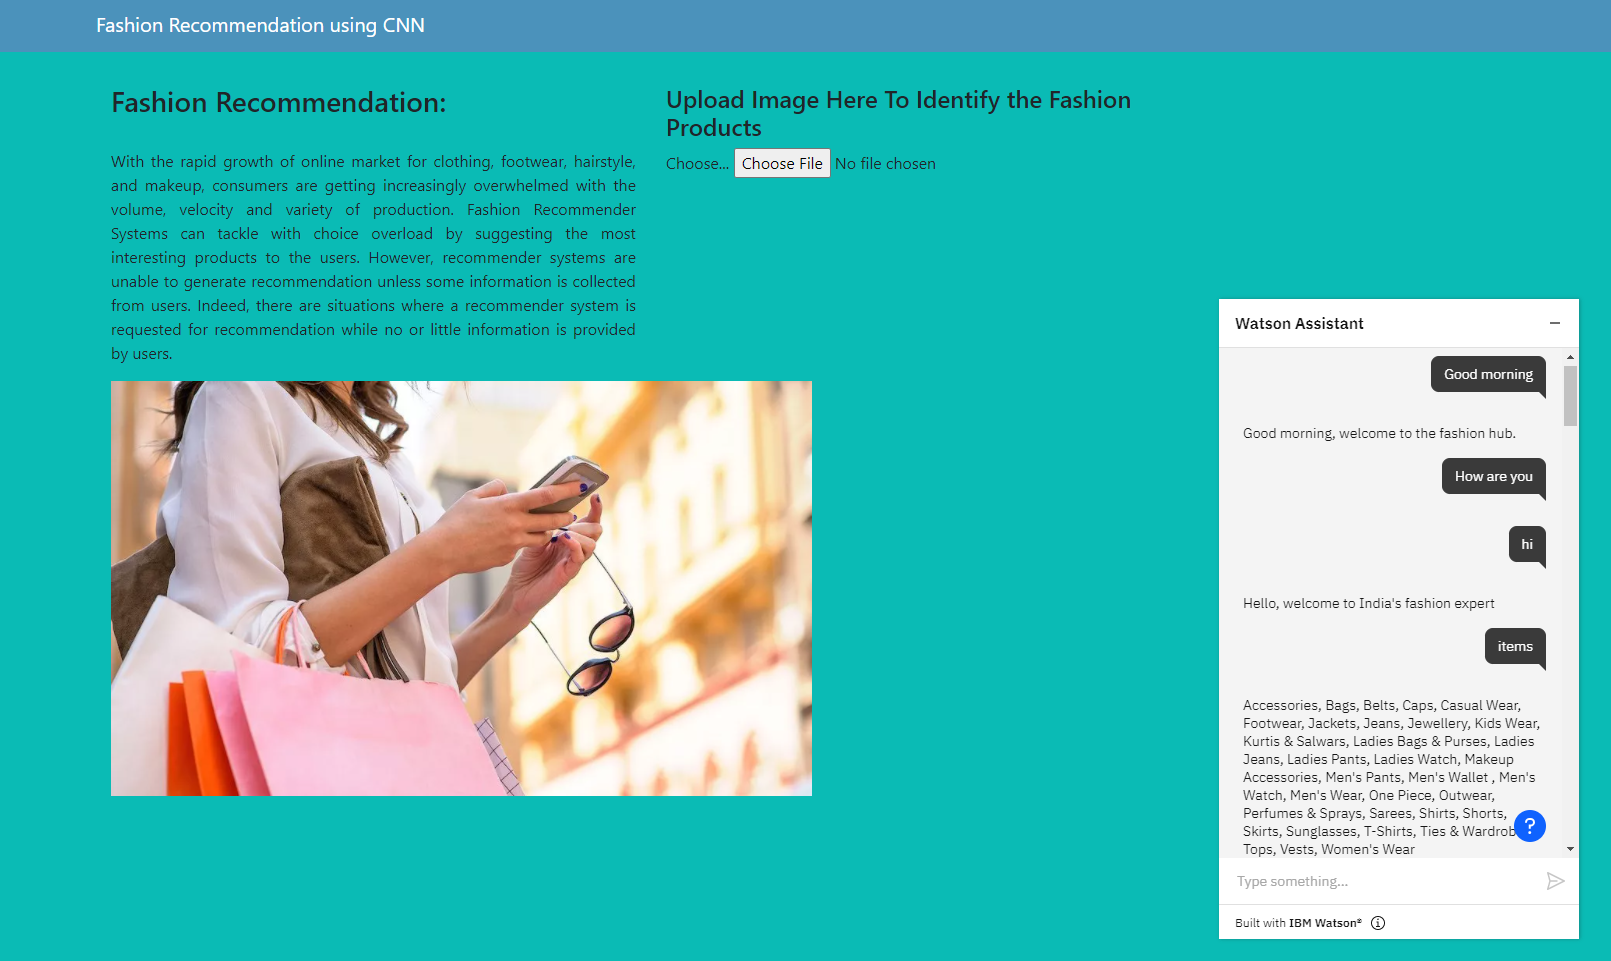 Fashion Recommendation using CNN
Fashion Recommendation:
With the rapid growth of online market for clothing, footwear, hairstyle,
and makeup, consumers are getting increasingly overwhelmed with the
volume, velocity and variety of production. Fashion Recommender
Systems can tackle with choice overload by suggesting the most
interesting products to the users. However, recommender systems are
unable to generate recommendation unless some information is collected
from users. Indeed, there are situations where a recommender system is
requested for recommendation while no or little information is provided
by users.
Upload Image Here To Identify the Fashion
Products
Choose... Choose File No file chosen
Watson Assistant
Good morning
Good morning, welcome to the fashion hub.
How are you
hi
Hello, welcome to India's fashion expert
items
Accessories, Bags, Belts, Caps, Casual Wear,
Footwear, Jackets, Jeans, Jewellery, Kids Wear,
Kurtis & Salwars, Ladies Bags & Purses, Ladies
Jeans, Ladies Pants, Ladies Watch, Makeup
Accessories, Men's Pants, Men's Wallet , Men's
Watch, Men's Wear, One Piece, Outwear,
Perfumes & Sprays, Sarees, Shirts, Shorts,
Skirts, Sunglasses, T-Shirts, Ties & Wardrob
Tops, Vests, Women's Wear
?
Type something...
Built with IBM Watson®